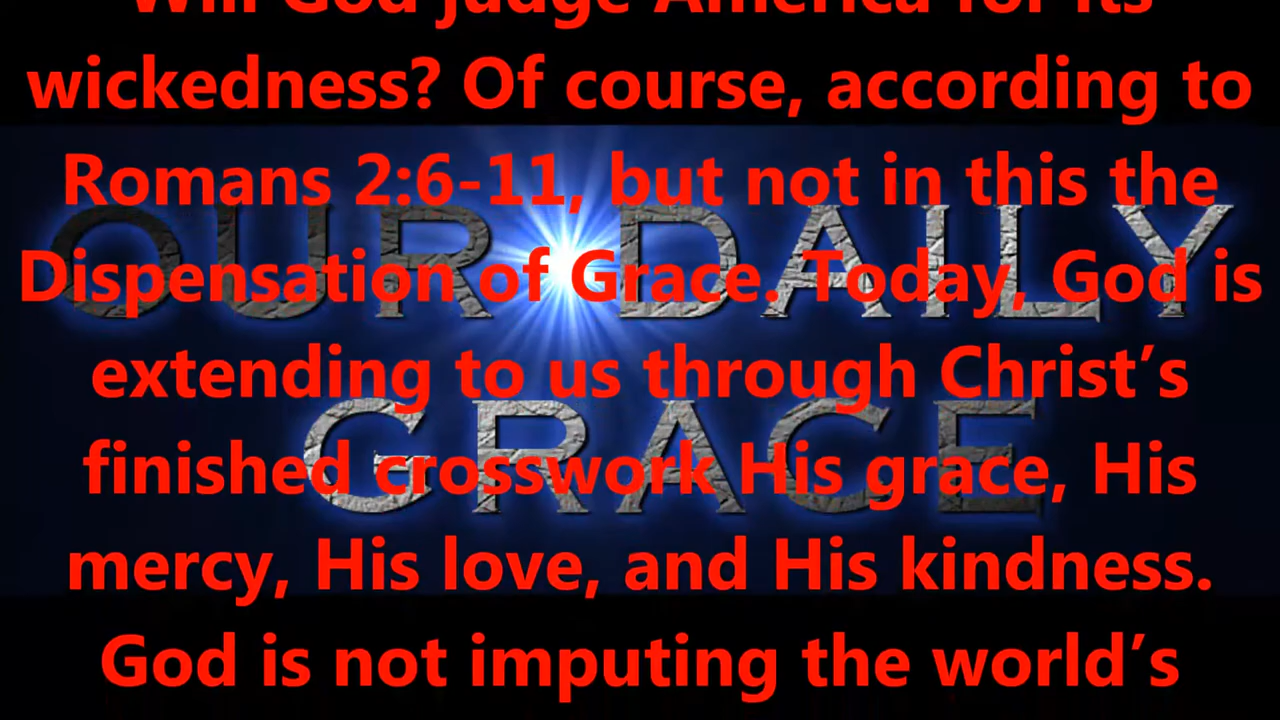 Will God judge America for its
wickedness? Of course, according to
Romans 2:6-11, but not in this the
Dispensation of Grace. Today, God is
extending to us through Christ’s
finished crosswork His grace, His
mercy, His love, and His kindness.
God is not imputing the world’s
OUR DAILY
GRACE